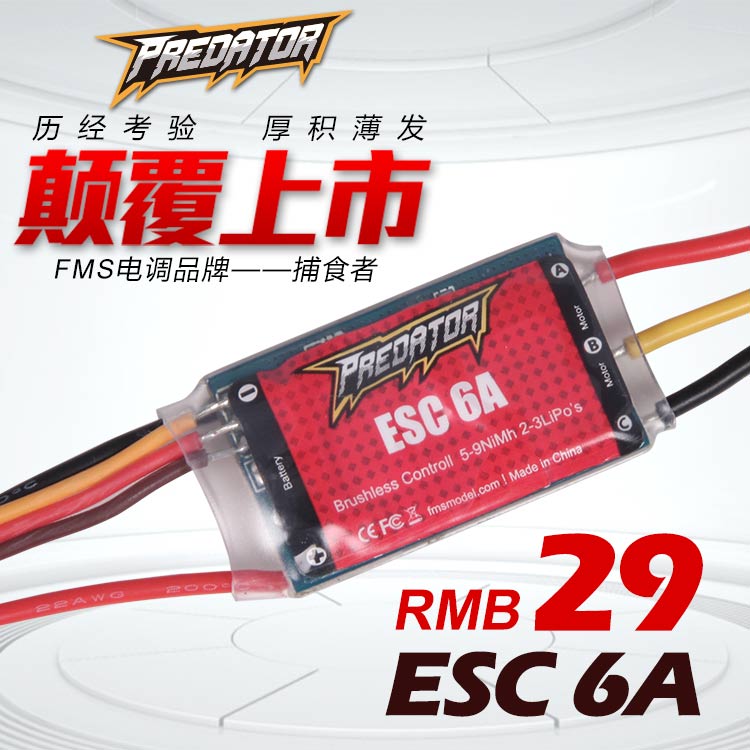 PREDATOR
历经考验 厚积薄发
颠覆上市
FMS电调品牌——捕食者
A
Motor
B
Motor
C
PREDATOR
ESC 6A
Brushless Controll 5-9NiMh 2-3LiPo's
CE FC fmsmodel.com ! Made in China
Battery
-
+
22AWG 200°
RMB 29
ESC 6A